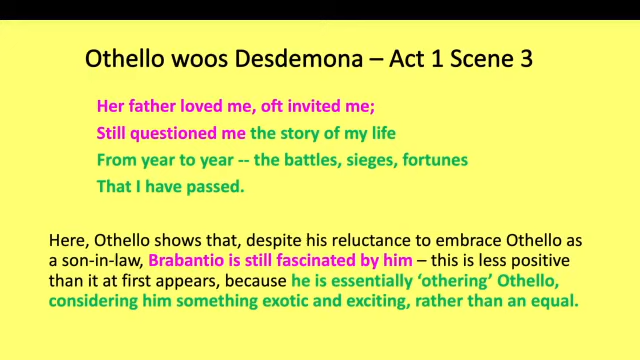 Othello woos Desdemona – Act 1 Scene 3
Her father loved me, oft invited me;
Still questioned me the story of my life
From year to year -- the battles, sieges, fortunes
That I have passed.
Here, Othello shows that, despite his reluctance to embrace Othello as
a son-in-law, Brabantio is still fascinated by him – this is less positive
than it at first appears, because he is essentially ‘othering’ Othello,
considering him something exotic and exciting, rather than an equal.